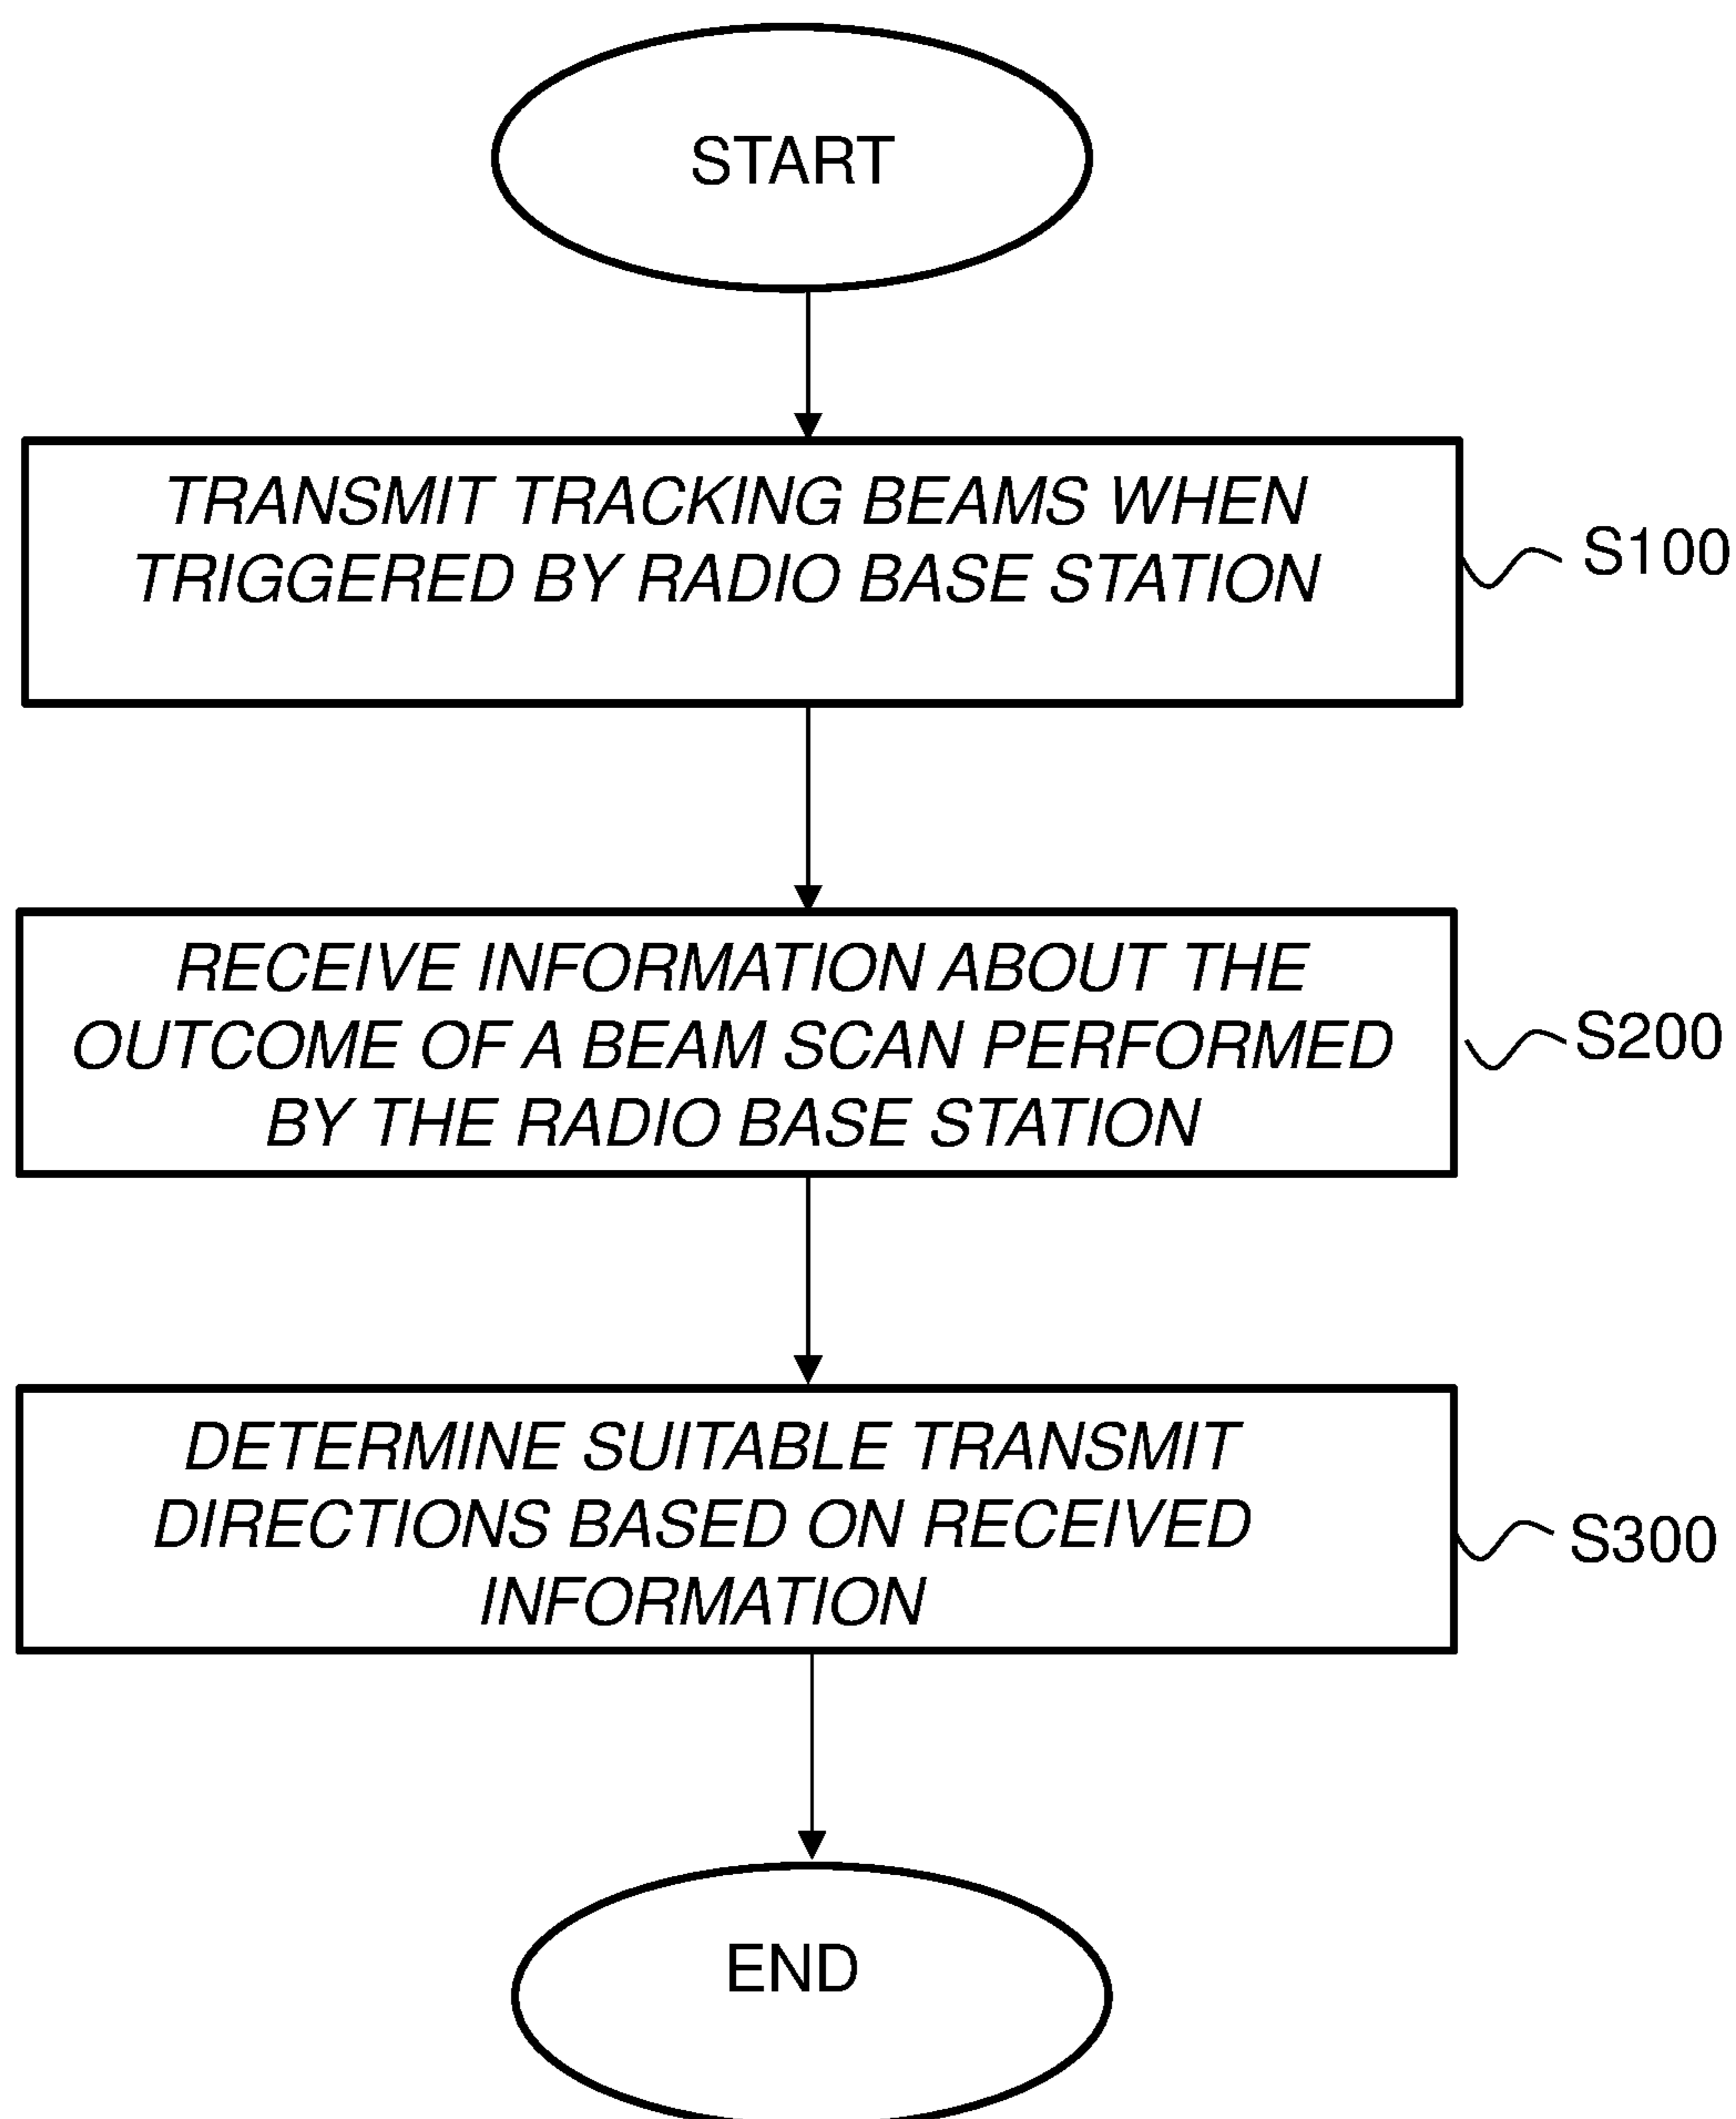 START
TRANSMIT TRACKING BEAMS WHEN
TRIGGERED BY RADIO BASE STATION
S100
RECEIVE INFORMATION ABOUT THE
OUTCOME OF A BEAM SCAN PERFORMED
BY THE RADIO BASE STATION
S200
DETERMINE SUITABLE TRANSMIT
DIRECTIONS BASED ON RECEIVED
INFORMATION
S300
END